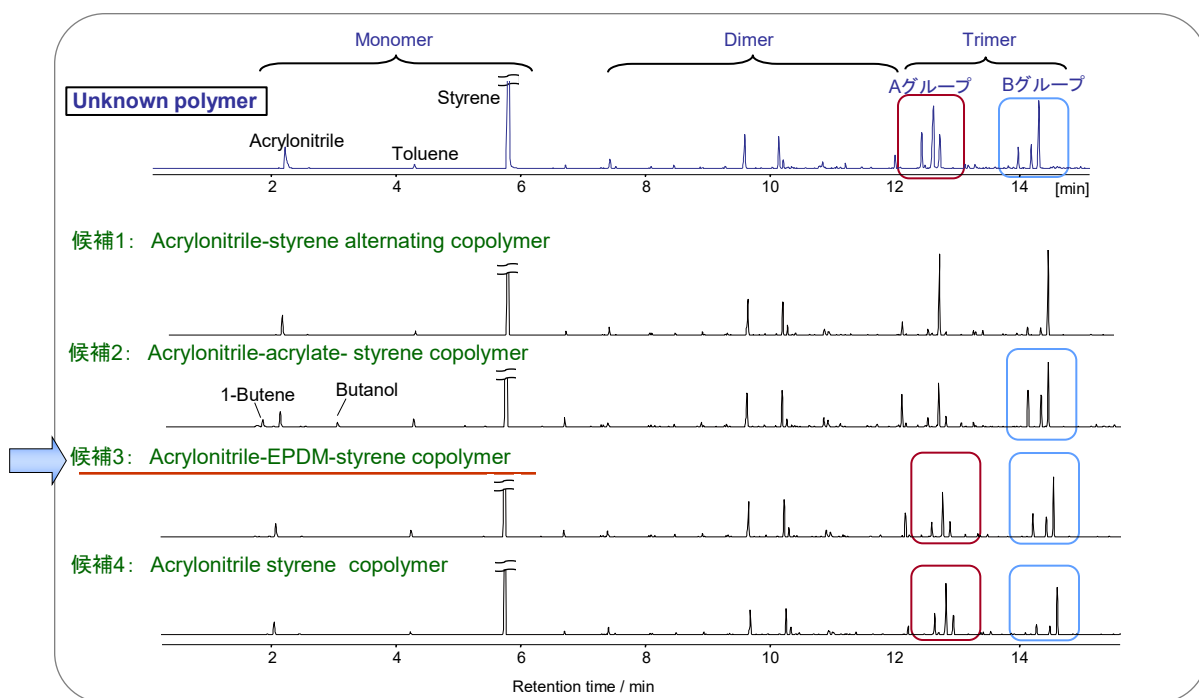 Monomer Dimer Trimer
Unknown polymer
Styrene
Aグループ Bグループ
Acrylonitrile
Toluene
2 4 6 8 10 12 14 [min]
候補1： Acrylonitrile-styrene alternating copolymer
候補2： Acrylonitrile-acrylate- styrene copolymer
1-Butene Butanol
候補3： Acrylonitrile-EPDM-styrene copolymer
候補4： Acrylonitrile styrene copolymer
2 4 6 8 10 12 14
Retention time / min